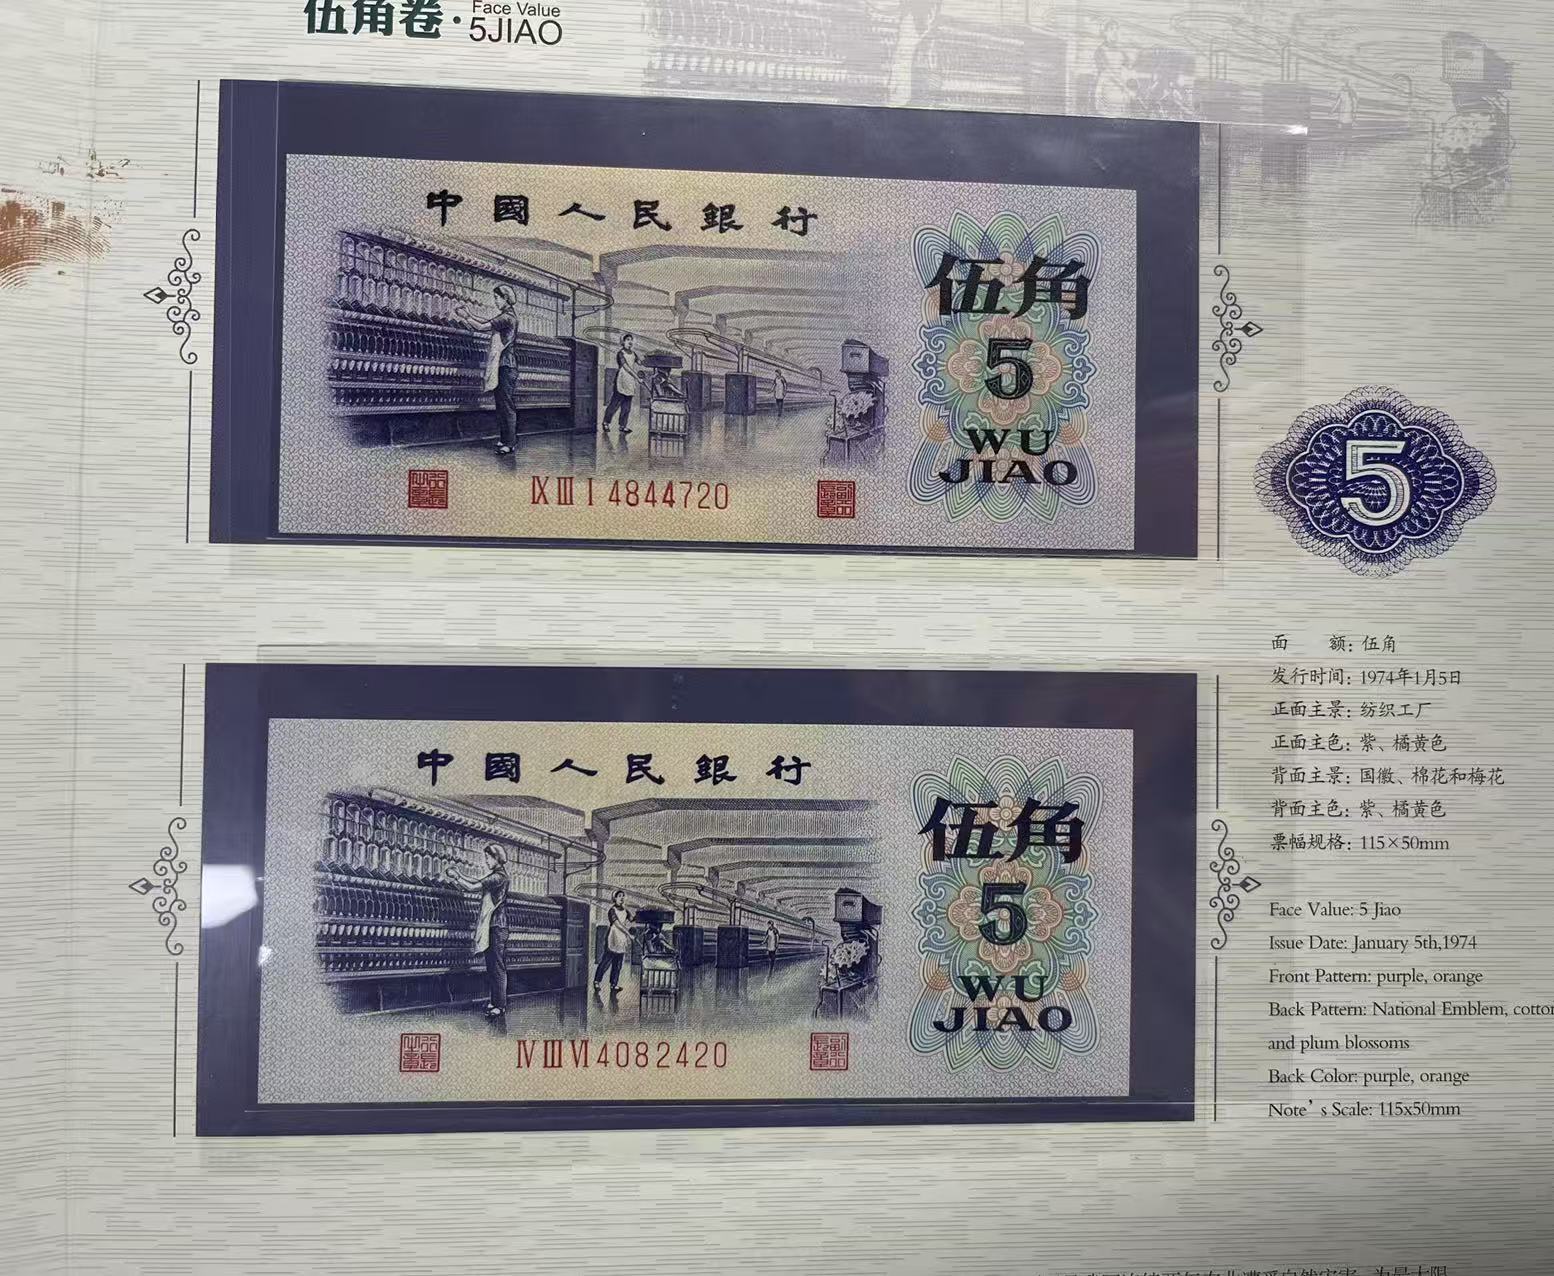 伍角卷·Face Value
5JIAO
中國人民銀行
伍角
5
WU
JIAO
ⅨⅢⅠ4844720
5
中國人民銀行
伍角
5
WU
JIAO
ⅣⅢⅥ4082420
面 额：伍角
发行时间：1974年1月5日
正面主景：纺织工厂
正面主色：紫、橘黄色
背面主景：国徽、棉花和梅花
背面主色：紫、橘黄色
票幅规格：115×50mm
Face Value: 5 Jiao
Issue Date: January 5th,1974
Front Pattern: purple, orange
Back Pattern: National Emblem, cotton
and plum blossoms
Back Color: purple, orange
Note's Scale: 115x50mm